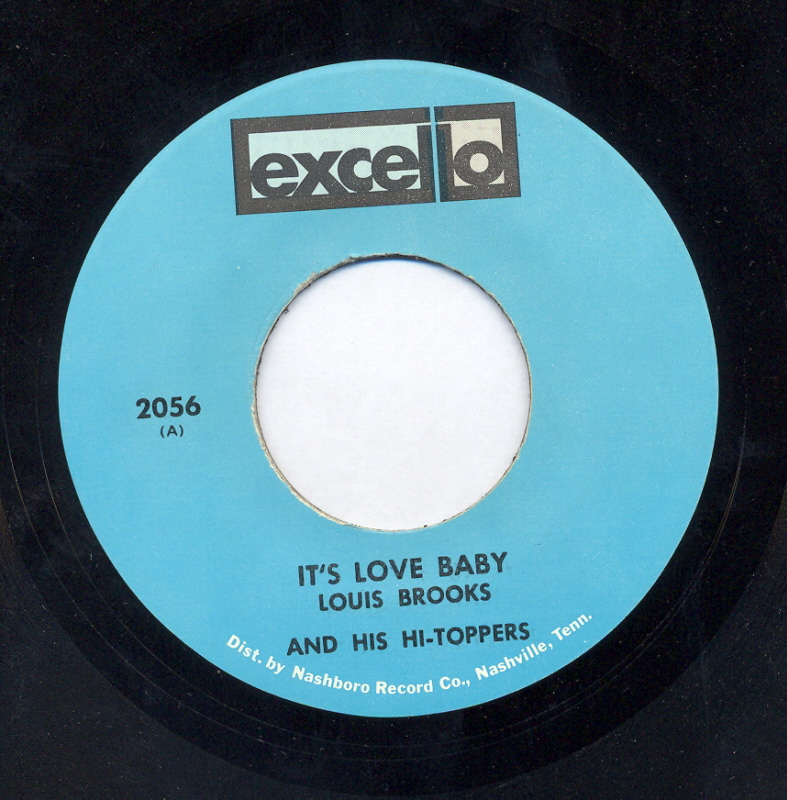 excello
2056
(A)
IT'S LOVE BABY
LOUIS BROOKS
AND HIS HI-TOPPERS
Dist. by Nashboro Record Co., Nashville, Tenn.